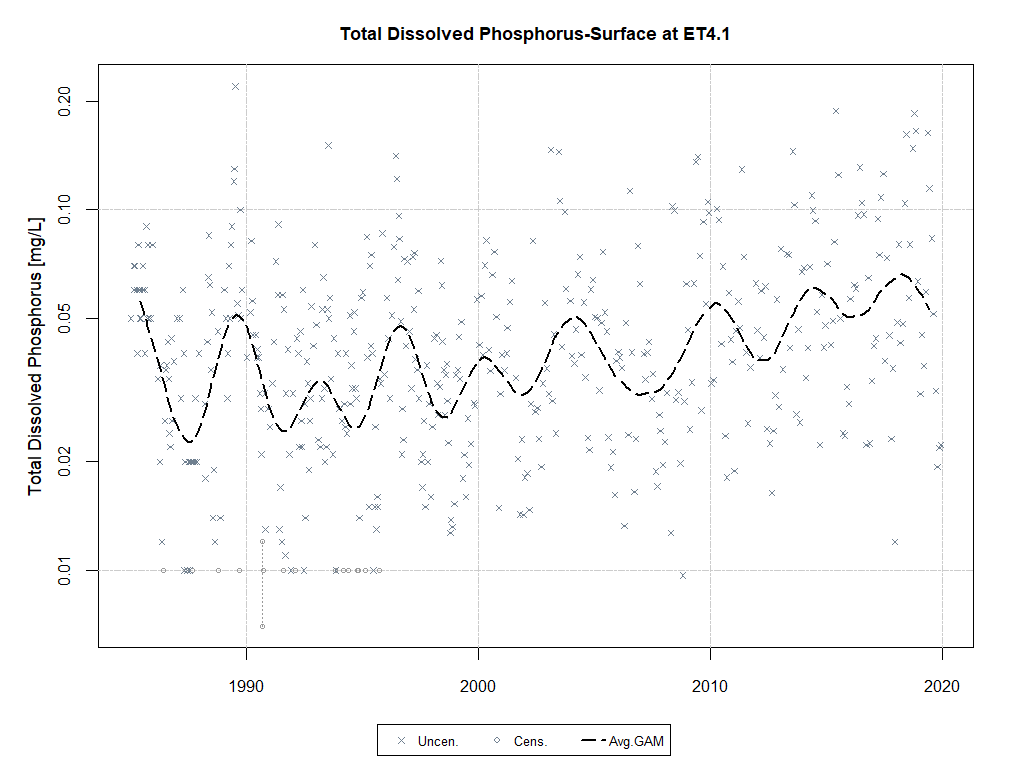 Total Dissolved Phosphorus-Surface at ET4.1
Total Dissolved Phosphorus [mg/L]
0.20
0.10
0.05
0.02
0.01
1990 2000 2010 2020
Uncen. Cens. Avg.GAM